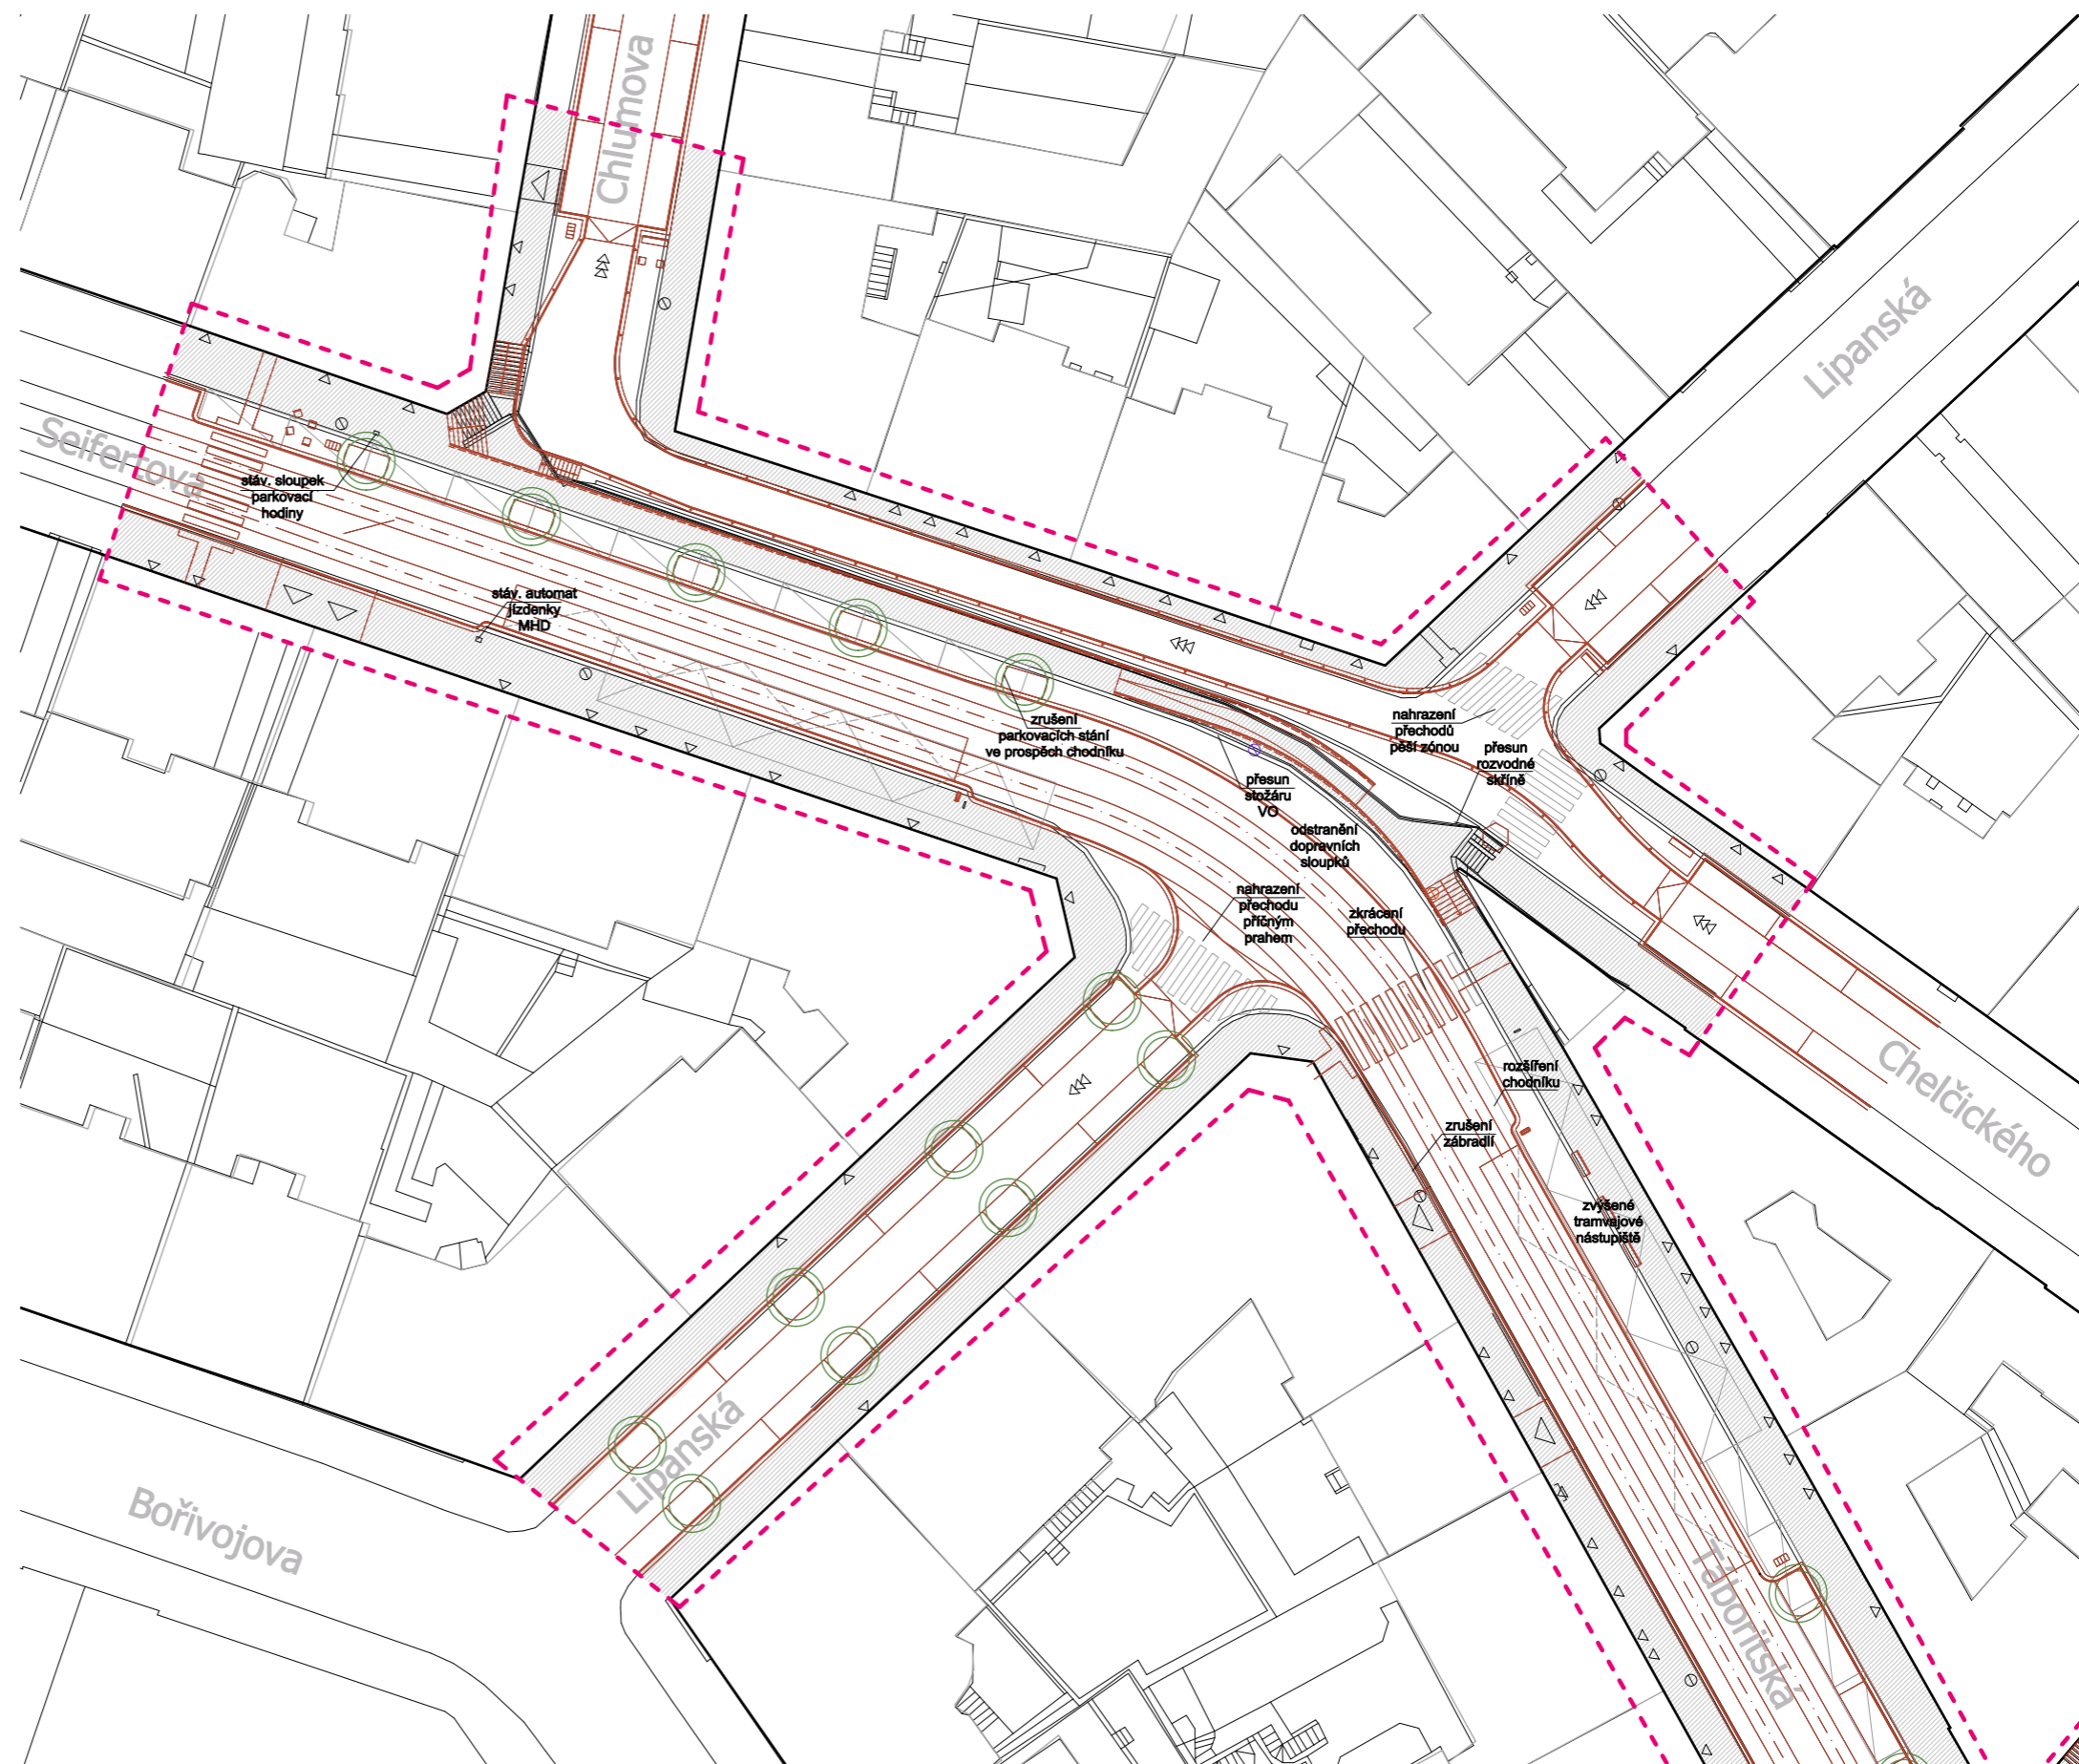 Chlumova
Lipanská
Seifertova
stáv. sloupek
parkovací
hodiny
stáv. automat
jízdenky
MHD
zrušení
parkovacích stání
ve prospěch chodníku
nahrazení
přechodů
pěší zónou
přesun
rozvodné
skříně
přesun
stožáru
VO
odstranění
dopravních
sloupků
nahrazení
přechodu
příčným
prahem
zkrácení
přechodu
rozšíření
chodníku
Chelčického
zrušení
zábradlí
zvýšené
tramvajové
nástupiště
Lipanská
Bořivojova
Táboritská